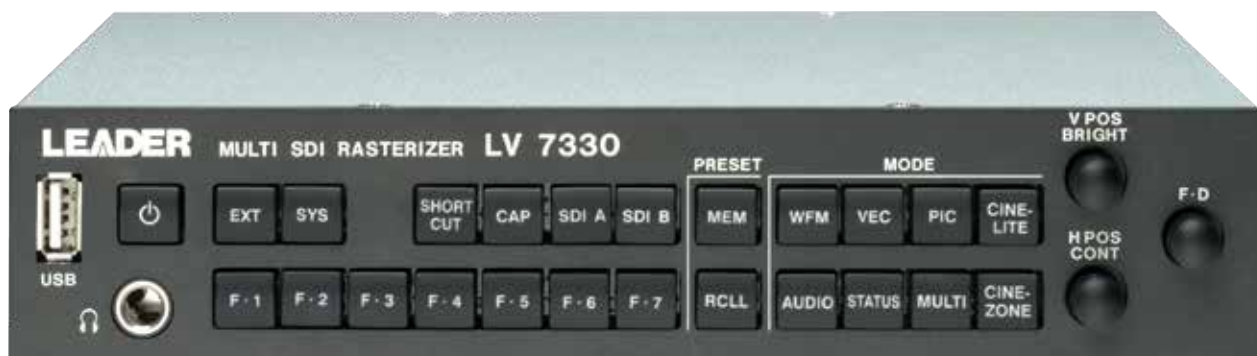 LEADER MULTI SDI RASTERIZER LV 7330
V POS
BRIGHT
PRESET
MODE
F·D
EXT
SYS
SHORT
CUT
CAP
SDI A
SDI B
MEM
WFM
VEC
PIC
CINE-
LITE
USB
H POS
CONT
F·1
F·2
F·3
F·4
F·5
F·6
F·7
RCLL
AUDIO
STATUS
MULTI
CINE-
ZONE